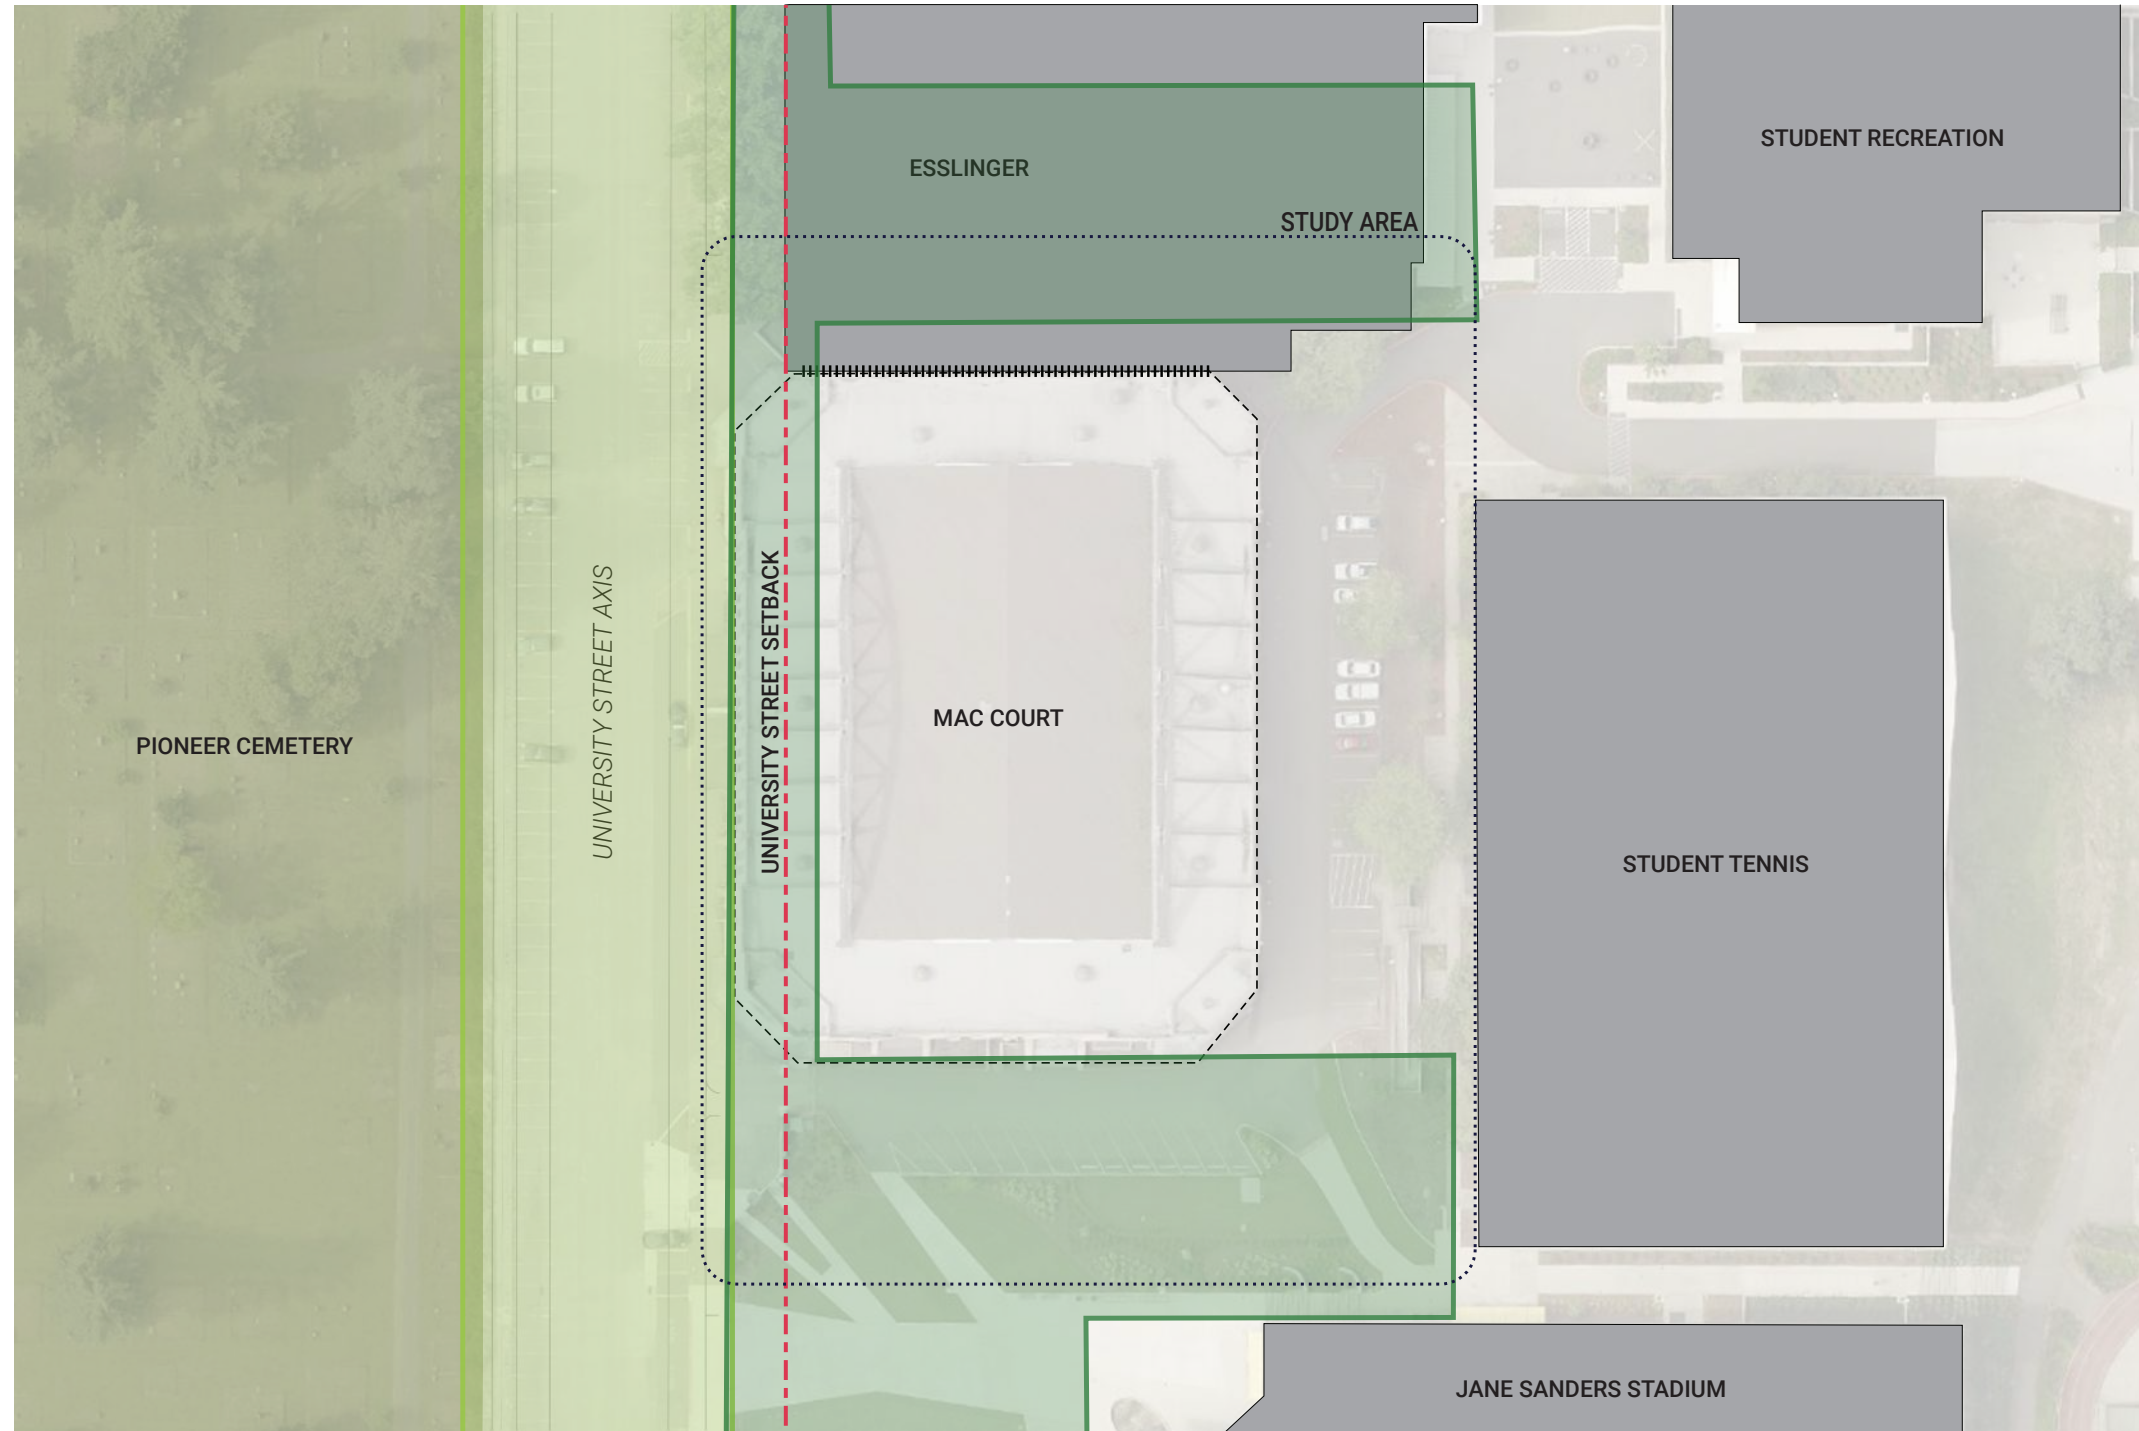 STUDENT RECREATION
ESSLINGER
STUDY AREA
UNIVERSITY STREET AXIS
UNIVERSITY STREET SETBACK
MAC COURT
PIONEER CEMETERY
STUDENT TENNIS
JANE SANDERS STADIUM